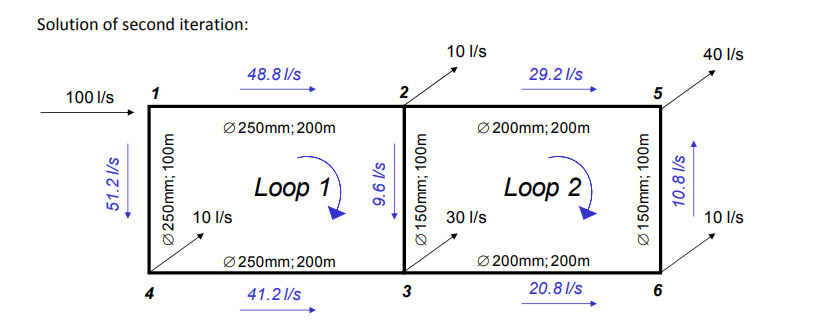 Solution of second iteration:
10 l/s
40 l/s
48.8 l/s
29.2 l/s
100 l/s
1
2
5
∅ 250mm; 200m
∅ 200mm; 200m
51.2 l/s
∅ 250mm; 100m
Loop 1
9.6 l/s
∅ 150mm; 100m
Loop 2
∅ 150mm; 100m
10.8 l/s
10 l/s
30 l/s
10 l/s
∅ 250mm; 200m
∅ 200mm; 200m
4
41.2 l/s
3
20.8 l/s
6